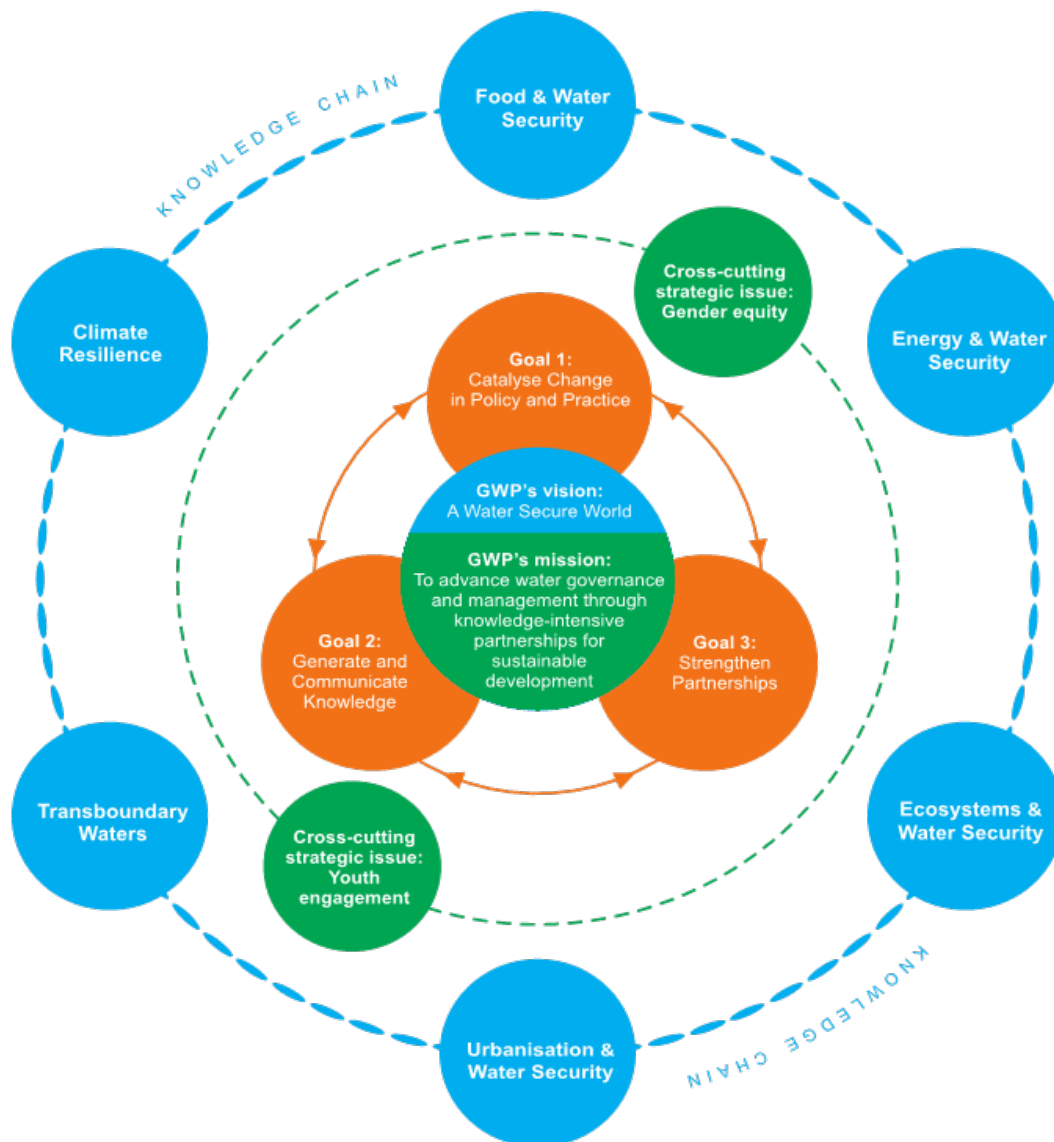 KNOWLEDGE CHAIN
Food & Water
Security
Cross-cutting
strategic issue:
Gender equity
Climate
Resilience
Energy & Water
Security
Goal 1:
Catalyse Change
in Policy and Practice
GWP's vision:
A Water Secure World
GWP's mission:
To advance water governance
and management through
knowledge-intensive
partnerships for
sustainable
development
Goal 2:
Generate and
Communicate
Knowledge
Goal 3:
Strengthen
Partnerships
Transboundary
Waters
Cross-cutting
strategic issue:
Youth
engagement
Ecosystems &
Water Security
Urbanisation &
Water Security
KNOWLEDGE CHAIN